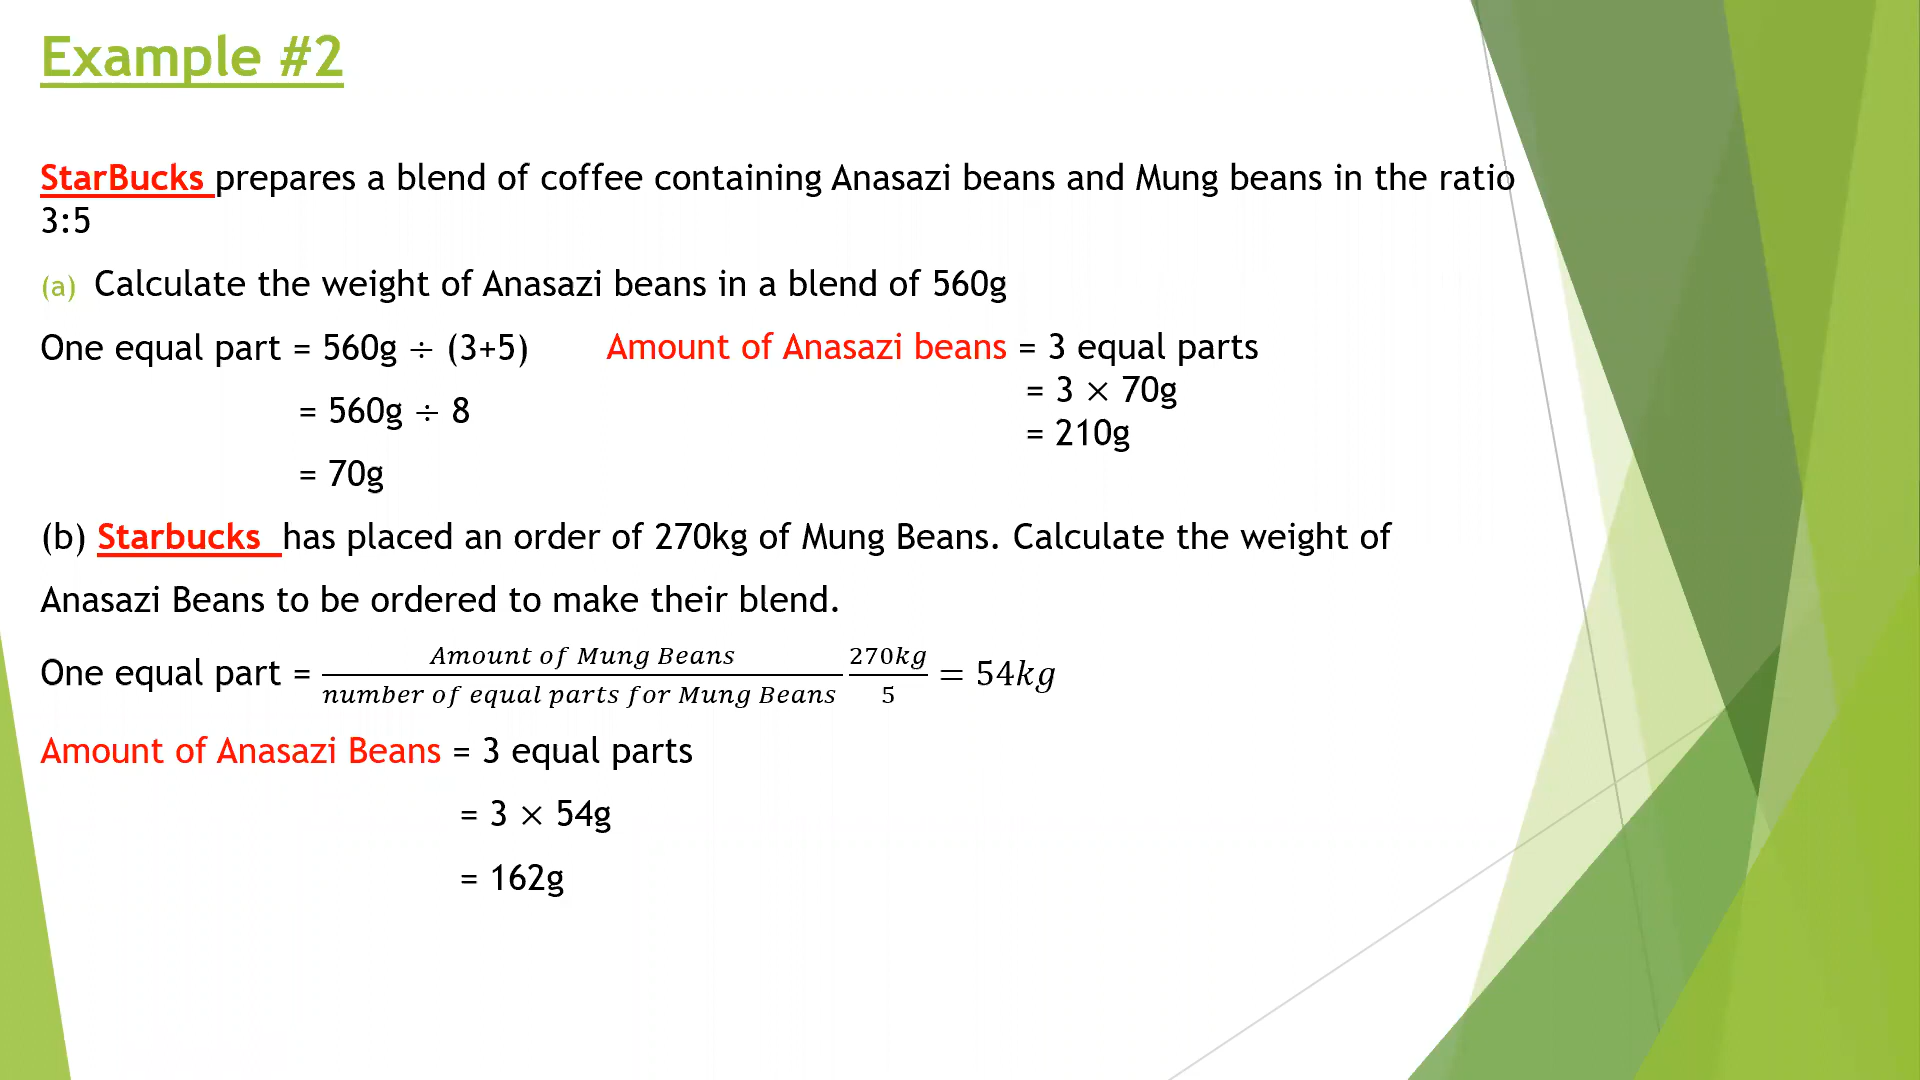 Example #2
StarBucks prepares a blend of coffee containing Anasazi beans and Mung beans in the ratio
3:5
(a) Calculate the weight of Anasazi beans in a blend of 560g
One equal part = 560g ÷ (3+5) Amount of Anasazi beans = 3 equal parts
= 3 × 70g
= 560g ÷ 8
= 210g
= 70g
(b) Starbucks has placed an order of 270kg of Mung Beans. Calculate the weight of
Anasazi Beans to be ordered to make their blend.
One equal part = Amount of Mung Beans / number of equal parts for Mung Beans 270kg / 5 = 54kg
Amount of Anasazi Beans = 3 equal parts
= 3 × 54g
= 162g